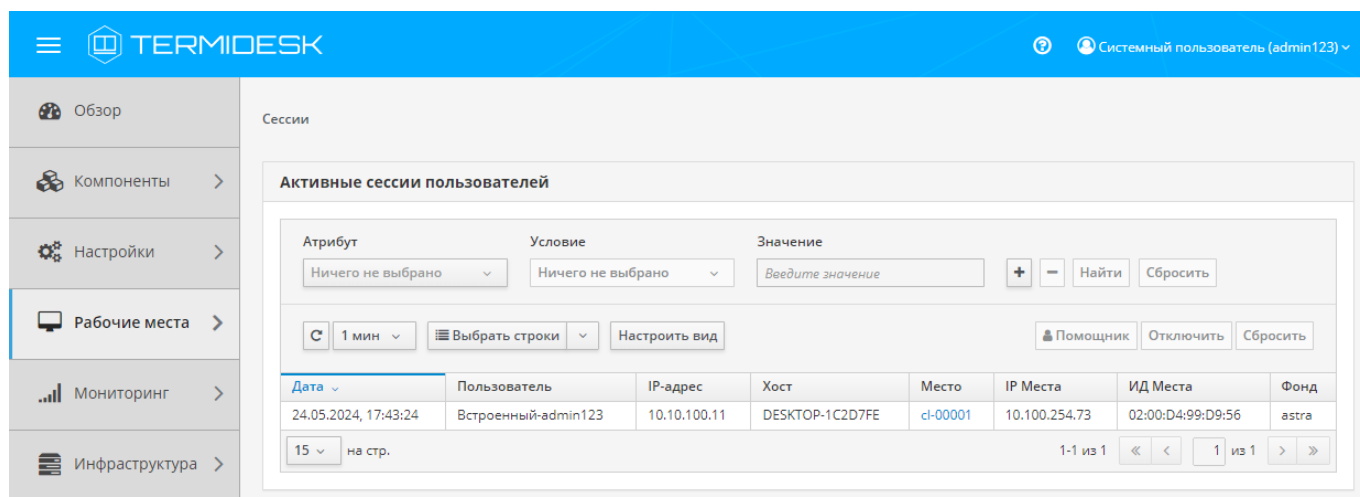 TERMIDESK
Системный пользователь (admin123)
Обзор
Компоненты
Настройки
Рабочие места
Мониторинг
Инфраструктура
Сессии
Активные сессии пользователей
Атрибут Условие Значение
Ничего не выбрано Ничего не выбрано Введите значение + − Найти Сбросить
1 мин Выбрать строки Настроить вид Помощник Отключить Сбросить
Дата Пользователь IP-адрес Хост Место IP Места ИД Места Фонд
24.05.2024, 17:43:24 Встроенный-admin123 10.10.100.11 DESKTOP-1C2D7FE cl-00001 10.100.254.73 02:00:D4:99:D9:56 astra
15 на стр. 1-1 из 1 « < 1 из 1 > »